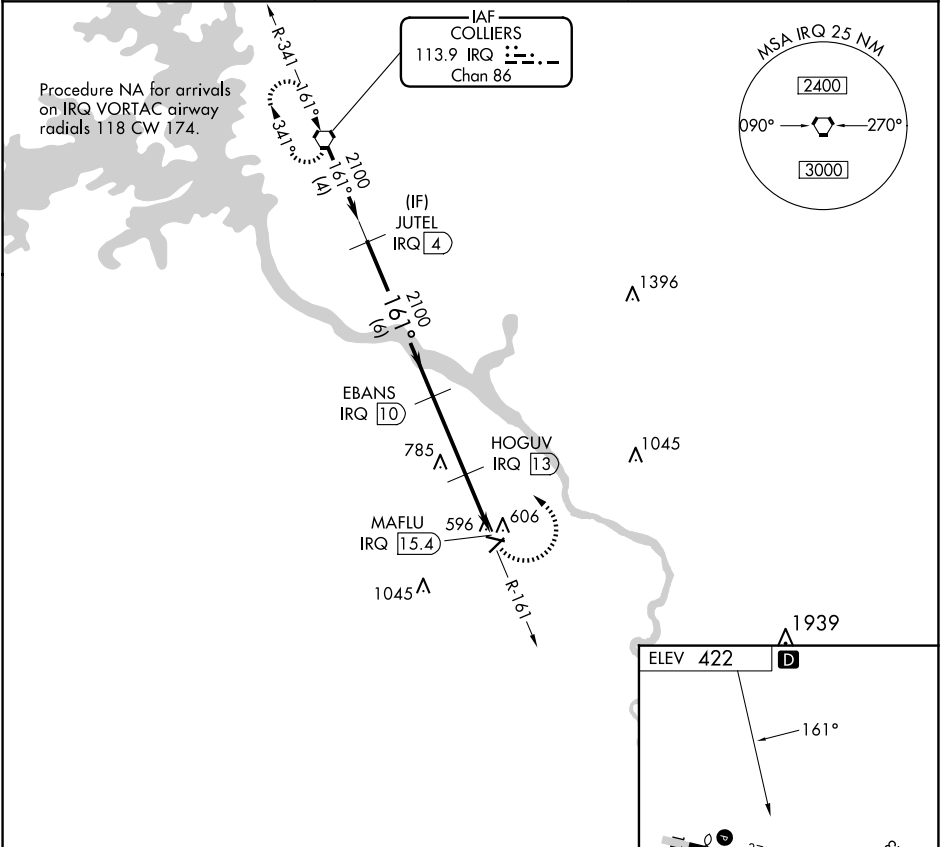 IAF
COLLIERS
113.9 IRQ
Chan 86
MSA IRQ 25 NM
2400
090°
270°
3000
Procedure NA for arrivals
on IRQ VORTAC airway
radials 118 CW 174.
R-341
161°
341°
2100
161°
(4)
(IF)
JUTEL
IRQ 4
1396
2100
161°
(6)
EBANS
IRQ 10
785
HOGUV
IRQ 13
1045
MAFLU
IRQ 15.4
596
606
1045
R-161
1939
ELEV 422
D
161°
P